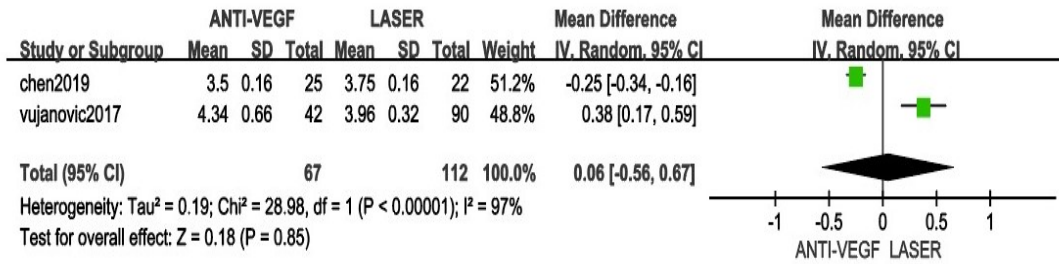 ANTI-VEGF LASER Mean Difference Mean Difference
Study or Subgroup Mean SD Total Mean SD Total Weight IV. Random. 95% CI IV. Random. 95% CI
chen2019 3.5 0.16 25 3.75 0.16 22 51.2% -0.25 [-0.34, -0.16]
vujanovic2017 4.34 0.66 42 3.96 0.32 90 48.8% 0.38 [0.17, 0.59]
Total (95% CI) 67 112 100.0% 0.06 [-0.56, 0.67]
Heterogeneity: Tau² = 0.19; Chi² = 28.98, df = 1 (P < 0.00001); I² = 97%
Test for overall effect: Z = 0.18 (P = 0.85)
-1 -0.5 0 0.5 1
ANTI-VEGF LASER